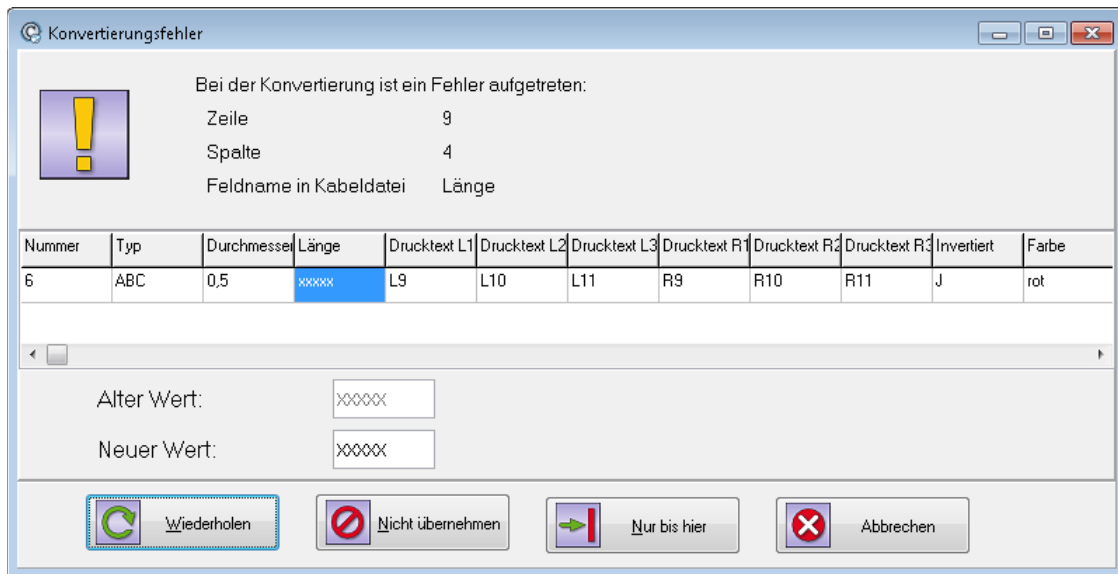 Konvertierungsfehler
Bei der Konvertierung ist ein Fehler aufgetreten:
Zeile 9
Spalte 4
Feldname in Kabeldatei Länge
Nummer Typ Durchmesser Länge Drucktext L1 Drucktext L2 Drucktext L3 Drucktext R1 Drucktext R2 Drucktext R3 Invertiert Farbe
6 ABC 0,5 xxxxx L9 L10 L11 R9 R10 R11 J rot
Alter Wert: xxxxx
Neuer Wert: xxxxx
Wiederholen Nicht übernehmen Nur bis hier Abbrechen